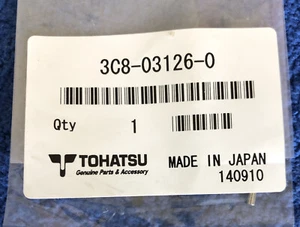 3C8-03126-0
Qty 1
TOHATSU
Genuine Parts & Accessory
MADE IN JAPAN
140910